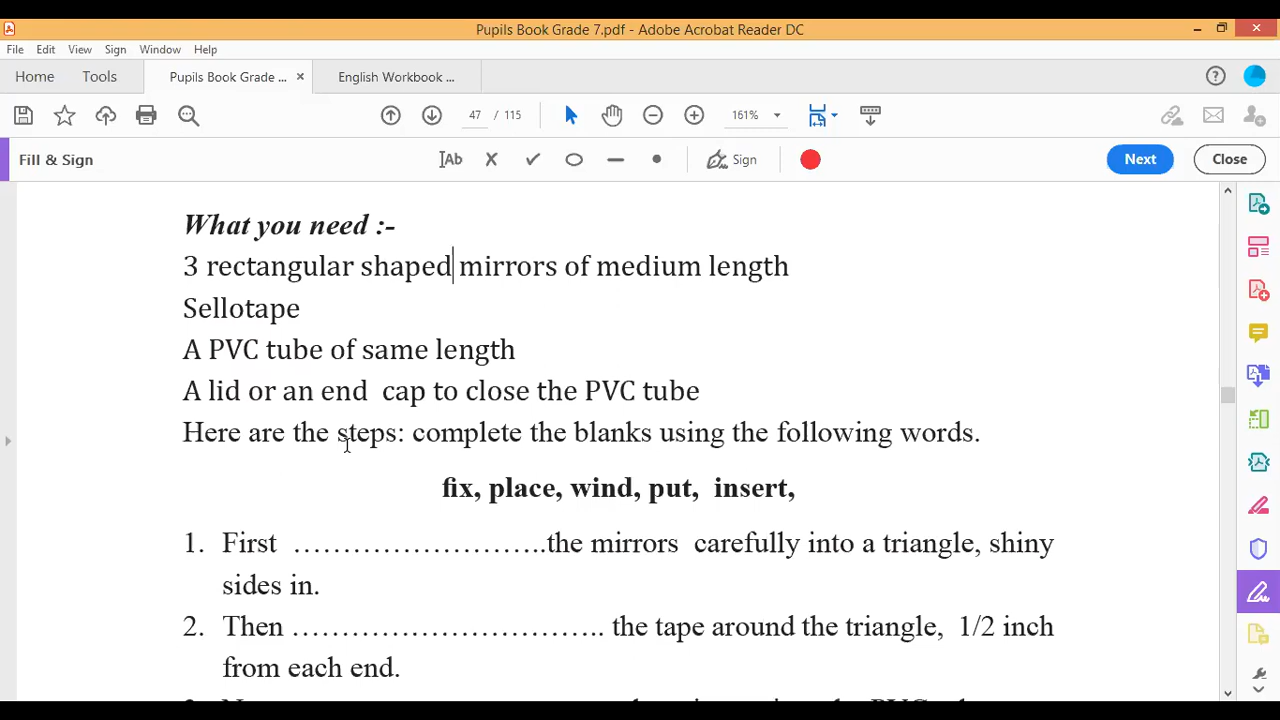 Pupils Book Grade 7.pdf - Adobe Acrobat Reader DC
File Edit View Sign Window Help
Home Tools Pupils Book Grade ... × English Workbook ...
47 / 115 161%
Fill & Sign Ab Sign Next Close
What you need :-
3 rectangular shaped mirrors of medium length
Sellotape
A PVC tube of same length
A lid or an end cap to close the PVC tube
Here are the steps: complete the blanks using the following words.
fix, place, wind, put, insert,
1. First ……………………..the mirrors carefully into a triangle, shiny
sides in.
2. Then ………………………….. the tape around the triangle, 1/2 inch
from each end.